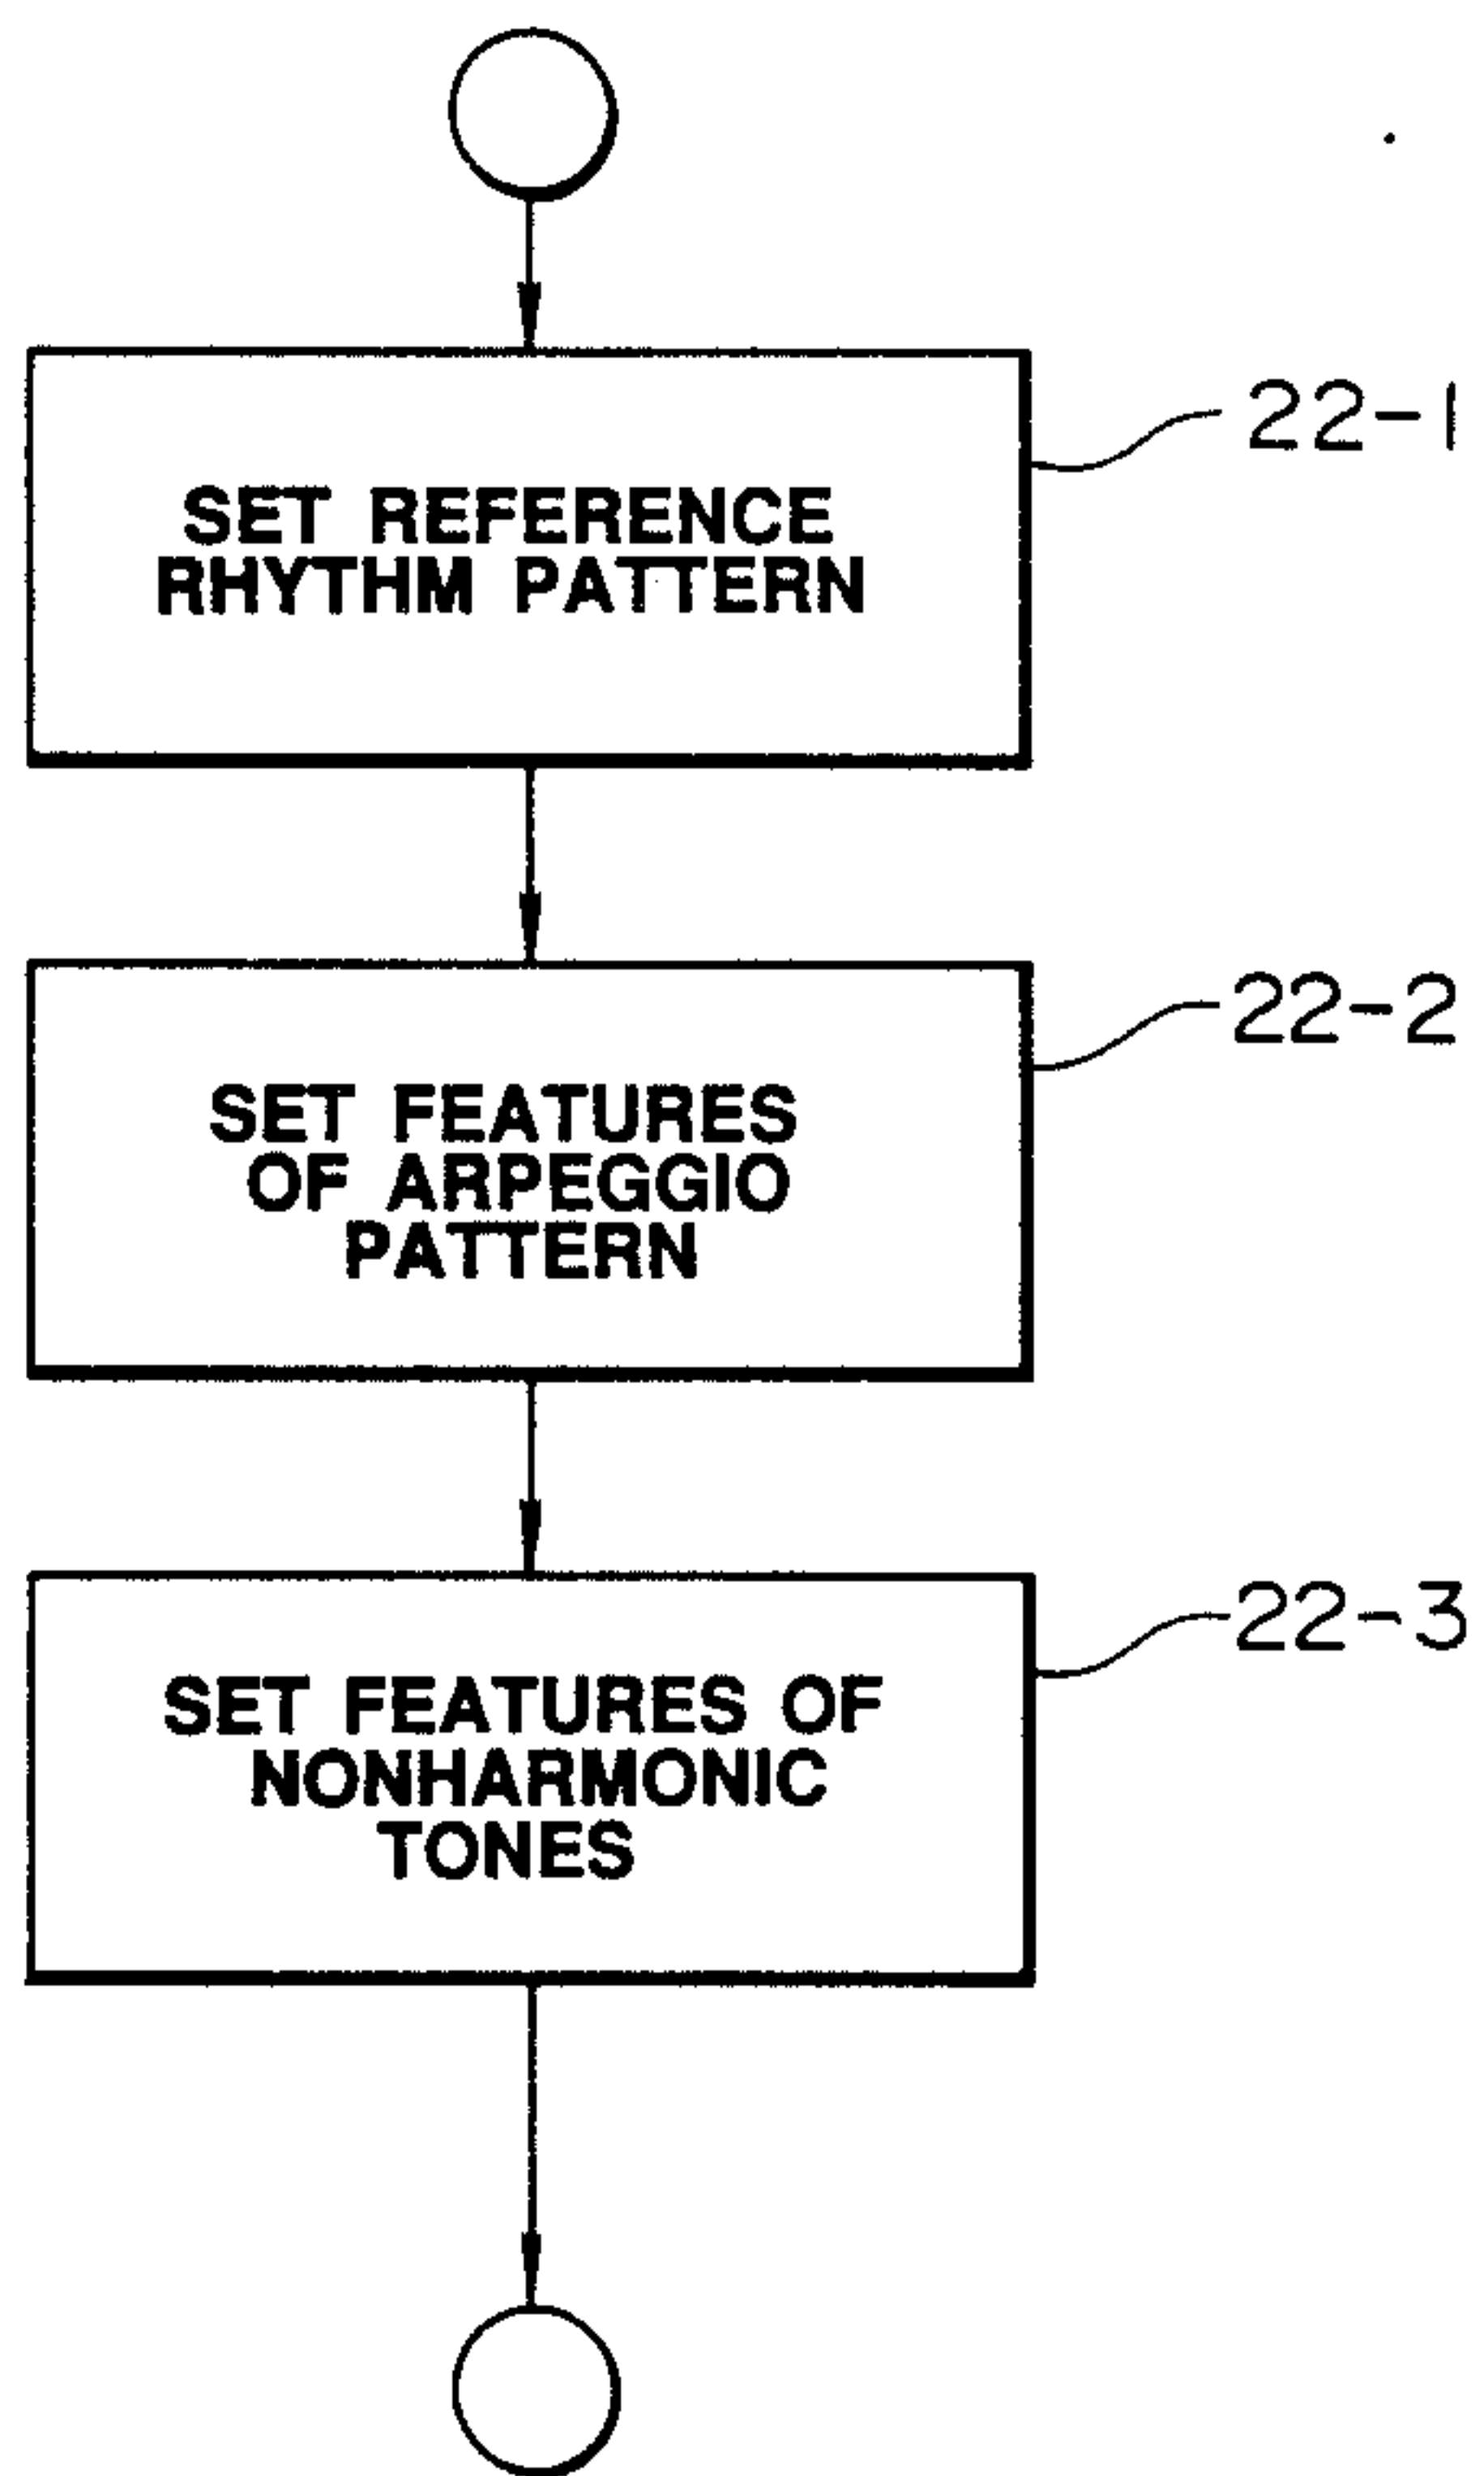 22-1
SET REFERENCE
RHYTHM PATTERN
22-2
SET FEATURES
OF ARPEGGIO
PATTERN
22-3
SET FEATURES OF
NONHARMONIC
TONES